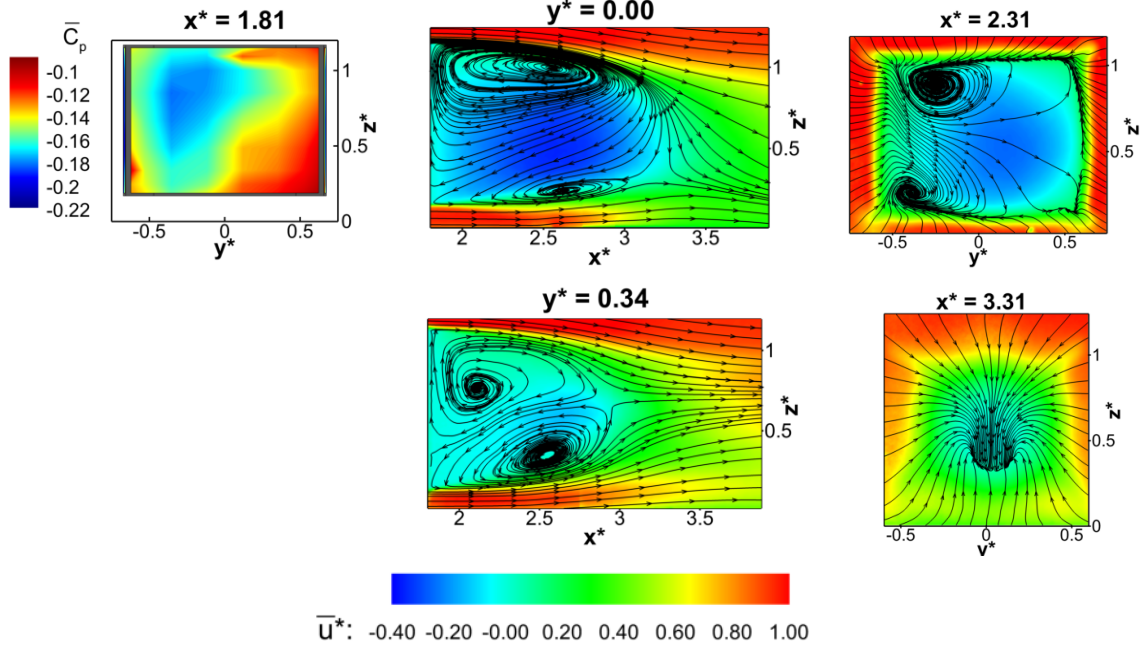 C̅p
-0.1
-0.12
-0.14
-0.16
-0.18
-0.2
-0.22
x* = 1.81
1
0.5
0
z*
-0.5 0 0.5
y*
y* = 0.00
1
0.5
z*
2 2.5 3 3.5
x*
x* = 2.31
1
0.5
z*
-0.5 0 0.5
y*
y* = 0.34
1
0.5
z*
2 2.5 3 3.5
x*
x* = 3.31
1
0.5
0
z*
-0.5 0 0.5
y*
u̅*: -0.40 -0.20 -0.00 0.20 0.40 0.60 0.80 1.00